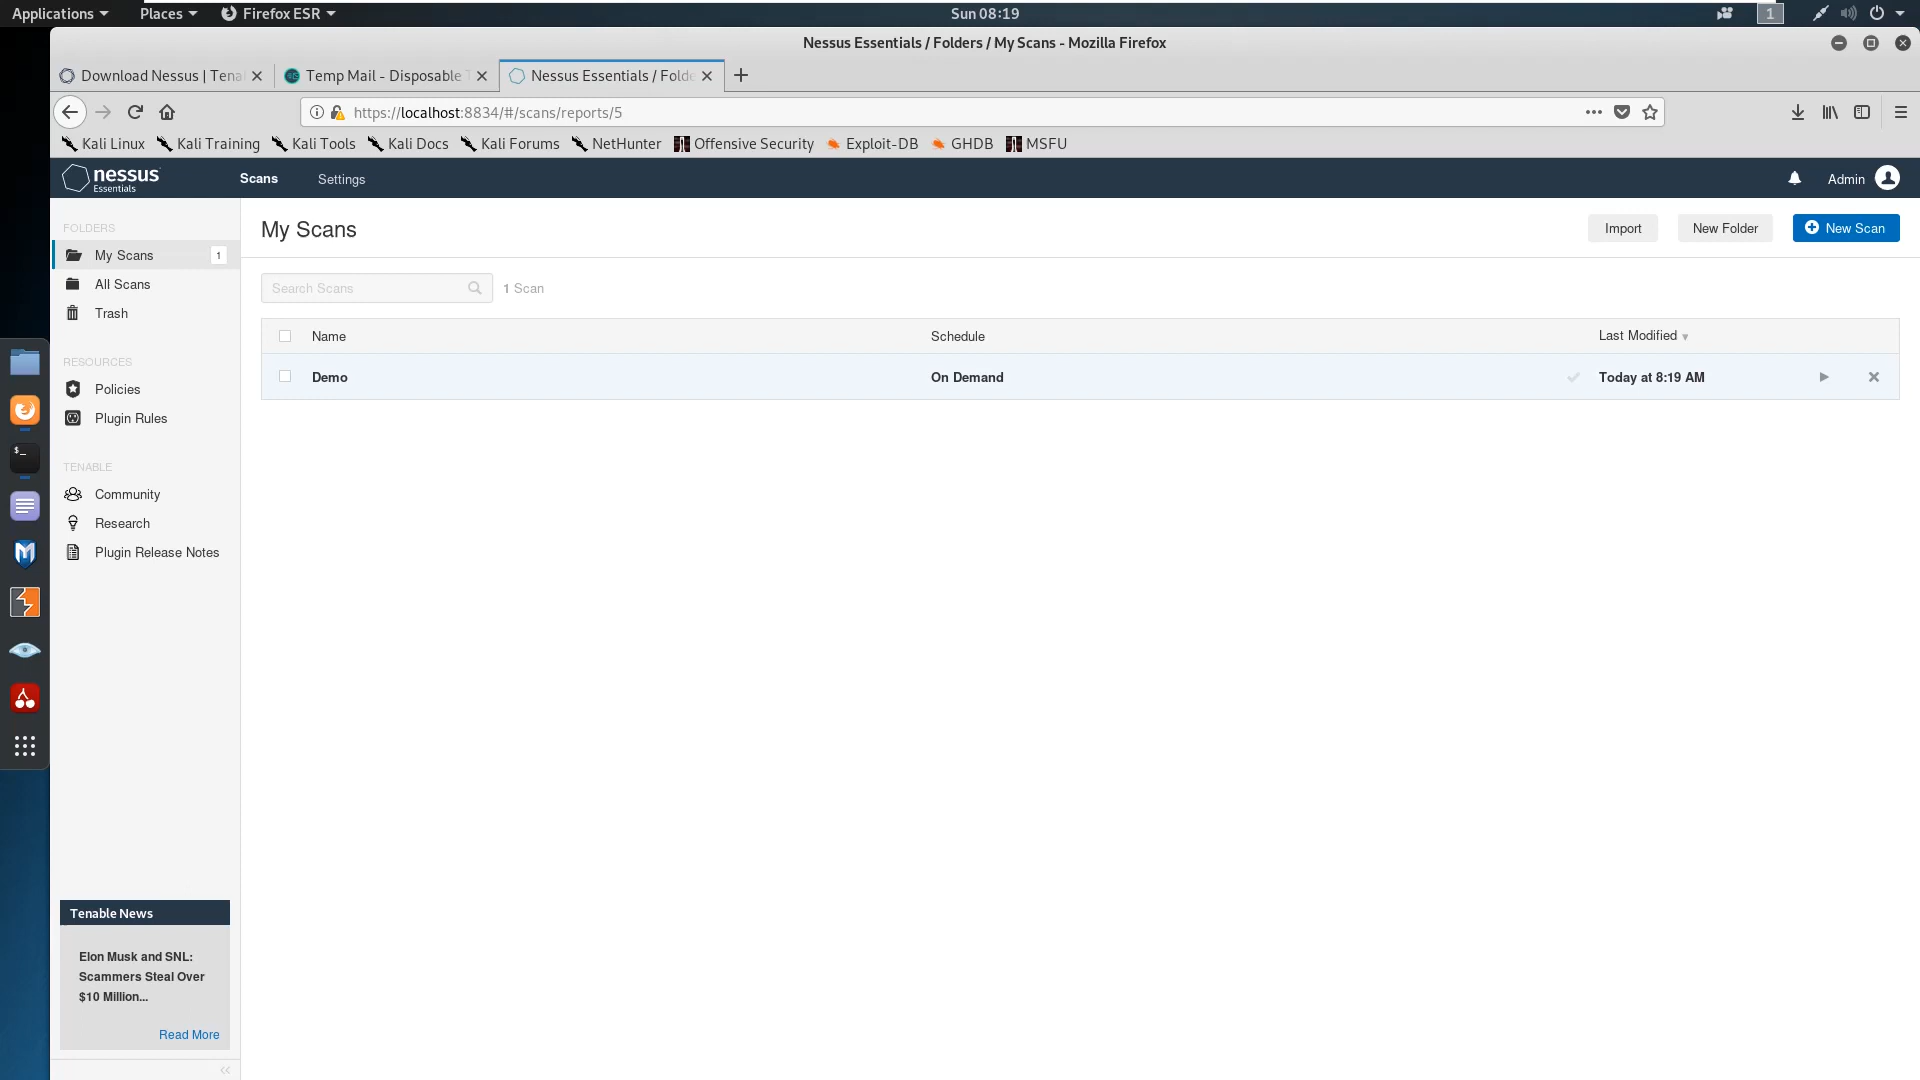 Applications
Places
Firefox ESR
Sun 08:19
1
Nessus Essentials / Folders / My Scans - Mozilla Firefox
Download Nessus | Tena
Temp Mail - Disposable T
Nessus Essentials / Folde
https://localhost:8834/#/scans/reports/5
Kali Linux
Kali Training
Kali Tools
Kali Docs
Kali Forums
NetHunter
Offensive Security
Exploit-DB
GHDB
MSFU
nessus
Essentials
Scans
Settings
Admin
FOLDERS
My Scans
1
All Scans
Trash
RESOURCES
Policies
Plugin Rules
TENABLE
Community
Research
Plugin Release Notes
Tenable News
Elon Musk and SNL:
Scammers Steal Over
$10 Million...
Read More
My Scans
Import
New Folder
New Scan
Search Scans
1 Scan
Name
Schedule
Last Modified
Demo
On Demand
Today at 8:19 AM